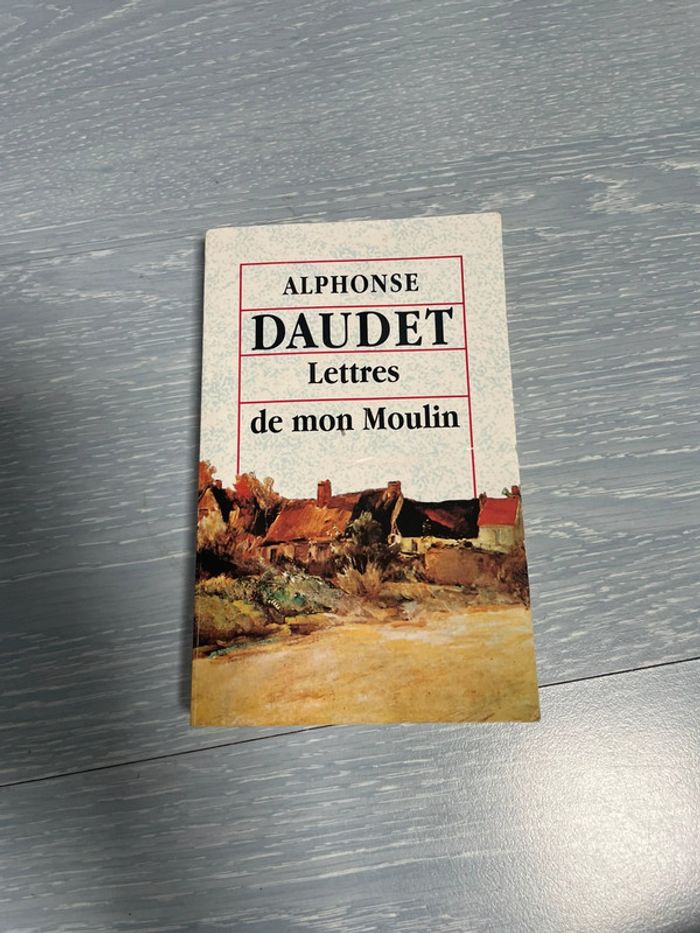 ALPHONSE
DAUDET
Lettres
de mon Moulin